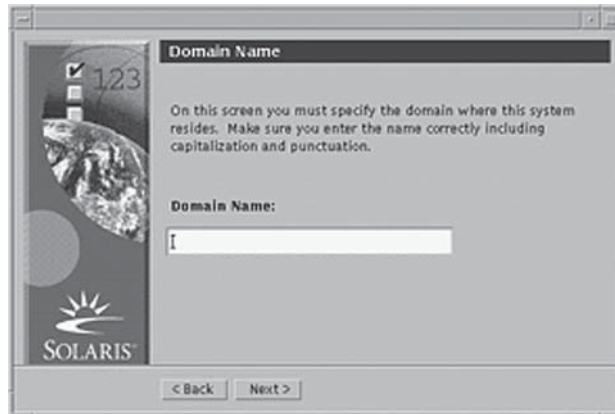 Domain Name
123
On this screen you must specify the domain where this system
resides. Make sure you enter the name correctly including
capitalization and punctuation.
Domain Name:
SOLARIS™
< Back
Next >